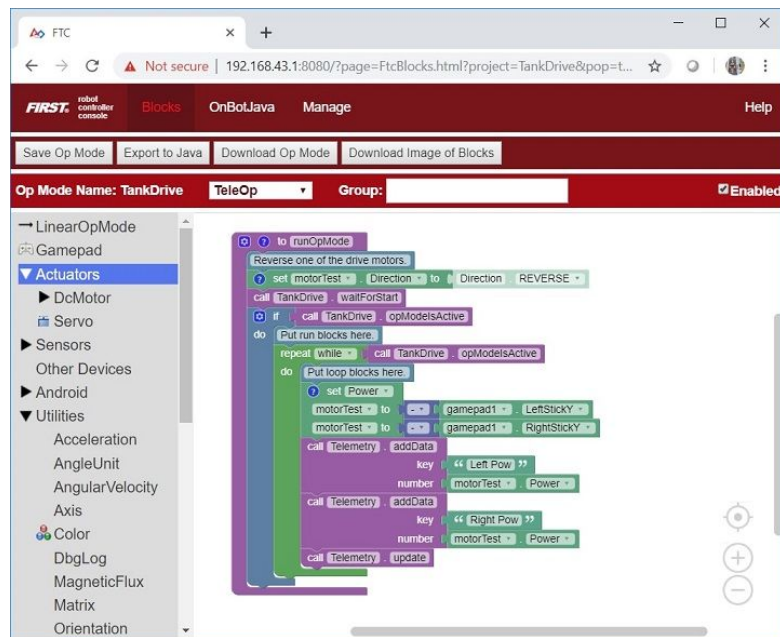 FTC
Not secure | 192.168.43.1:8080/?page=FtcBlocks.html?project=TankDrive&pop=t...
FIRST. robot controller console Blocks OnBotJava Manage Help
Save Op Mode Export to Java Download Op Mode Download Image of Blocks
Op Mode Name: TankDrive TeleOp Group: Enabled
LinearOpMode
Gamepad
Actuators
DcMotor
Servo
Sensors
Other Devices
Android
Utilities
Acceleration
AngleUnit
AngularVelocity
Axis
Color
DbgLog
MagneticFlux
Matrix
Orientation
to runOpMode
Reverse one of the drive motors.
set motorTest . Direction to Direction . REVERSE
call TankDrive . waitForStart
if call TankDrive . opModeIsActive
do Put run blocks here.
repeat while call TankDrive . opModeIsActive
do Put loop blocks here.
set Power
motorTest to - gamepad1 . LeftStickY
motorTest to - gamepad1 . RightStickY
call Telemetry . addData
key “ Left Pow ”
number motorTest . Power
call Telemetry . addData
key “ Right Pow ”
number motorTest . Power
call Telemetry . update